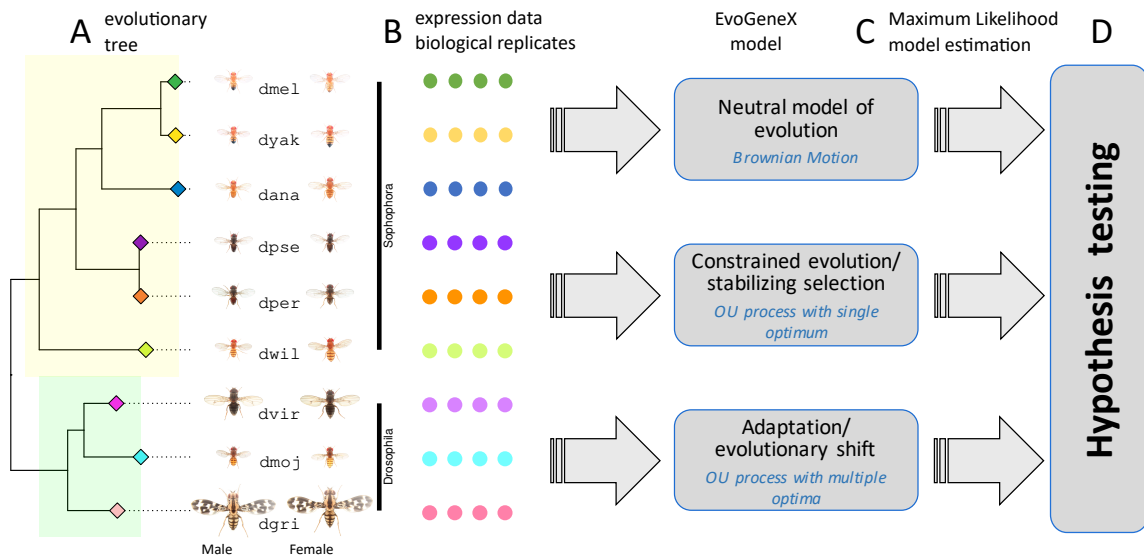 A
evolutionary
tree
B
expression data
biological replicates
EvoGeneX
model
C
Maximum Likelihood
model estimation
D
dmel
dyak
dana
dpse
dper
dwil
Sophophora
dvir
dmoj
dgri
Drosophila
Male
Female
Neutral model of
evolution
Brownian Motion
Constrained evolution/
stabilizing selection
OU process with single
optimum
Adaptation/
evolutionary shift
OU process with multiple
optima
Hypothesis testing